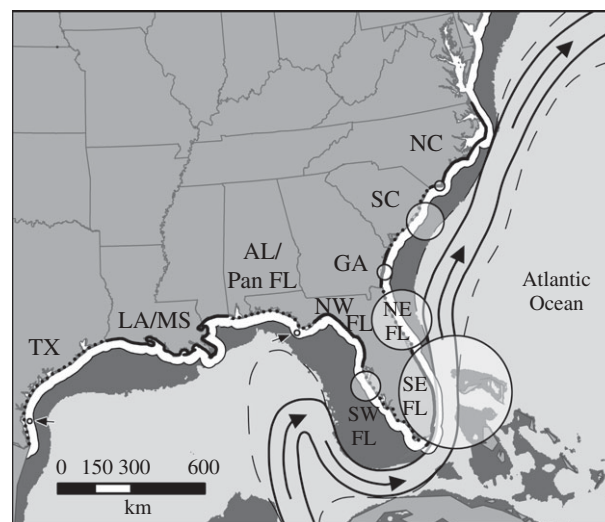 NC
SC
AL/
Pan FL
GA
Atlantic
Ocean
NW
FL
NE
FL
LA/MS
TX
SE
FL
SW
FL
0 150 300 600
km